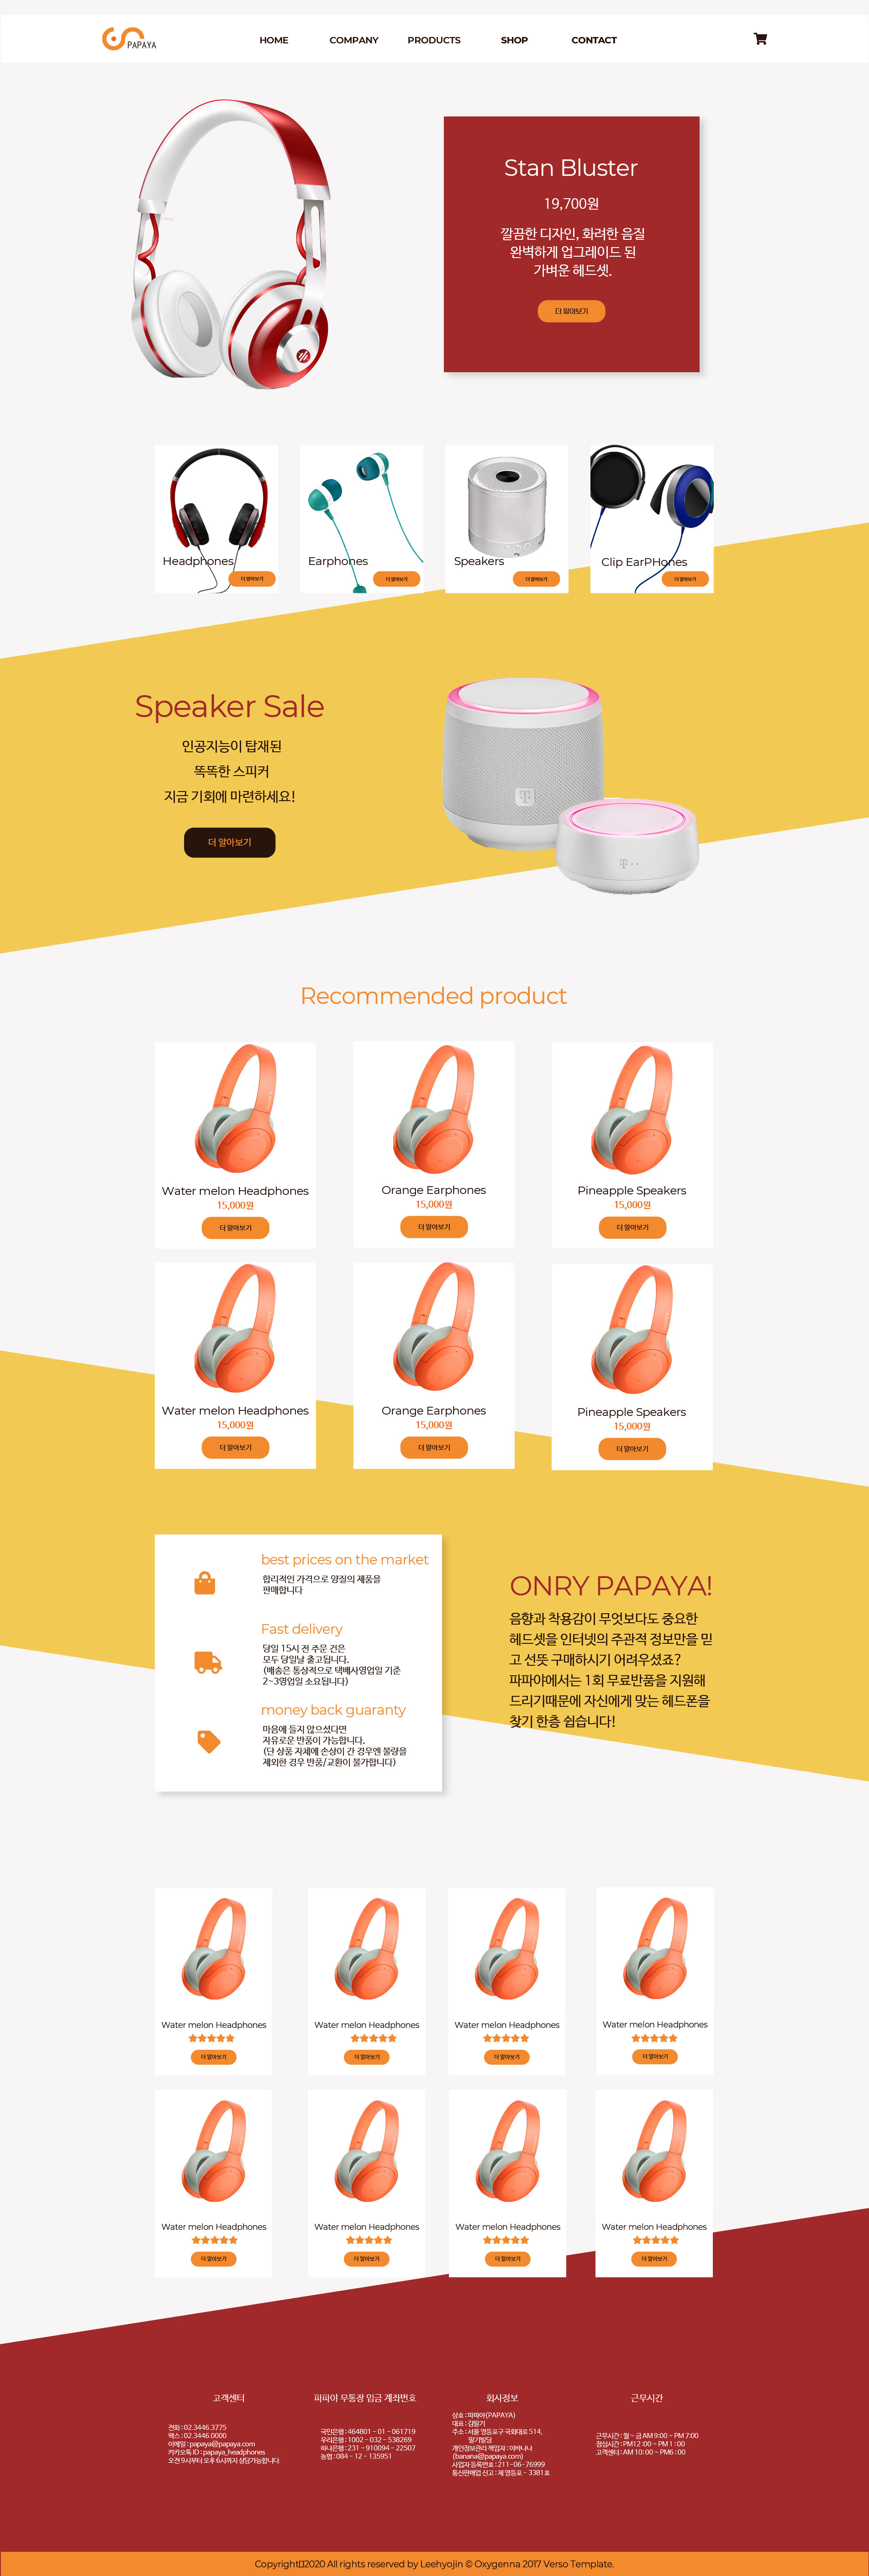 PAPAYA
HOME COMPANY PRODUCTS SHOP CONTACT
Stan Bluster
19,700원
깔끔한 디자인, 화려한 음질
완벽하게 업그레이드 된
가벼운 헤드셋.
더 알아보기
Headphones
더 알아보기
Earphones
더 알아보기
Speakers
더 알아보기
Clip EarPHones
더 알아보기
Speaker Sale
인공지능이 탑재된
똑똑한 스피커
지금 기회에 마련하세요!
더 알아보기
Recommended product
Water melon Headphones
15,000원
더 알아보기
Orange Earphones
15,000원
더 알아보기
Pineapple Speakers
15,000원
더 알아보기
Water melon Headphones
15,000원
더 알아보기
Orange Earphones
15,000원
더 알아보기
Pineapple Speakers
15,000원
더 알아보기
best prices on the market
합리적인 가격으로 양질의 제품을
판매합니다
Fast delivery
당일 15시 전 주문 건은
모두 당일날 출고됩니다.
(배송은 통상적으로 택배사영업일 기준
2~3영업일 소요됩니다)
money back guaranty
마음에 들지 않으셨다면
자유로운 반품이 가능합니다.
(단 상품 자체에 손상이 간 경우엔 불량을
제외한 경우 반품/교환이 불가합니다)
ONRY PAPAYA!
음향과 착용감이 무엇보다도 중요한
헤드셋을 인터넷의 주관적 정보만을 믿
고 선뜻 구매하시기 어려우셨죠?
파파야에서는 1회 무료반품을 지원해
드리기때문에 자신에게 맞는 헤드폰을
찾기 한층 쉽습니다!
Water melon Headphones
더 알아보기
Water melon Headphones
더 알아보기
Water melon Headphones
더 알아보기
Water melon Headphones
더 알아보기
Water melon Headphones
더 알아보기
Water melon Headphones
더 알아보기
Water melon Headphones
더 알아보기
Water melon Headphones
더 알아보기
고객센터
전화 : 02.3446.3775
팩스 : 02.3446.0000
이메일 : papaya@papaya.com
카카오톡 ID : papaya_headphones
오전 9시부터 오후 6시까지 상담가능합니다.
파파야 무통장 입금 계좌번호
국민은행 : 464801 - 01 - 061719
우리은행 : 1002 - 032 - 538269
하나은행 : 231 - 910094 - 22507
농협 : 084 - 12 - 135951
회사정보
상호 : 파파야(PAPAYA)
대표 : 김딸기
주소 : 서울 영등포구 국회대로 514,
딸기빌딩
개인정보관리 책임자 : 이바나나
(banana@papaya.com)
사업자 등록번호 : 211-06-76999
통신판매업 신고 : 제 영등포 - 3381호
근무시간
근무시간 : 월 ~ 금 AM 9:00 ~ PM 7:00
점심시간 : PM12 :00 ~ PM 1 : 00
고객센터 : AM 10: 00 ~ PM6 : 00
Copyright 2020 All rights reserved by Leehyojin © Oxygenna 2017 Verso Template.